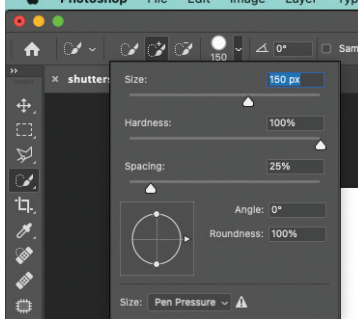 Photoshop File Edit Image Layer
150 0° Sam
× shutter
Size: 150 px
Hardness: 100%
Spacing: 25%
Angle: 0°
Roundness: 100%
Size: Pen Pressure